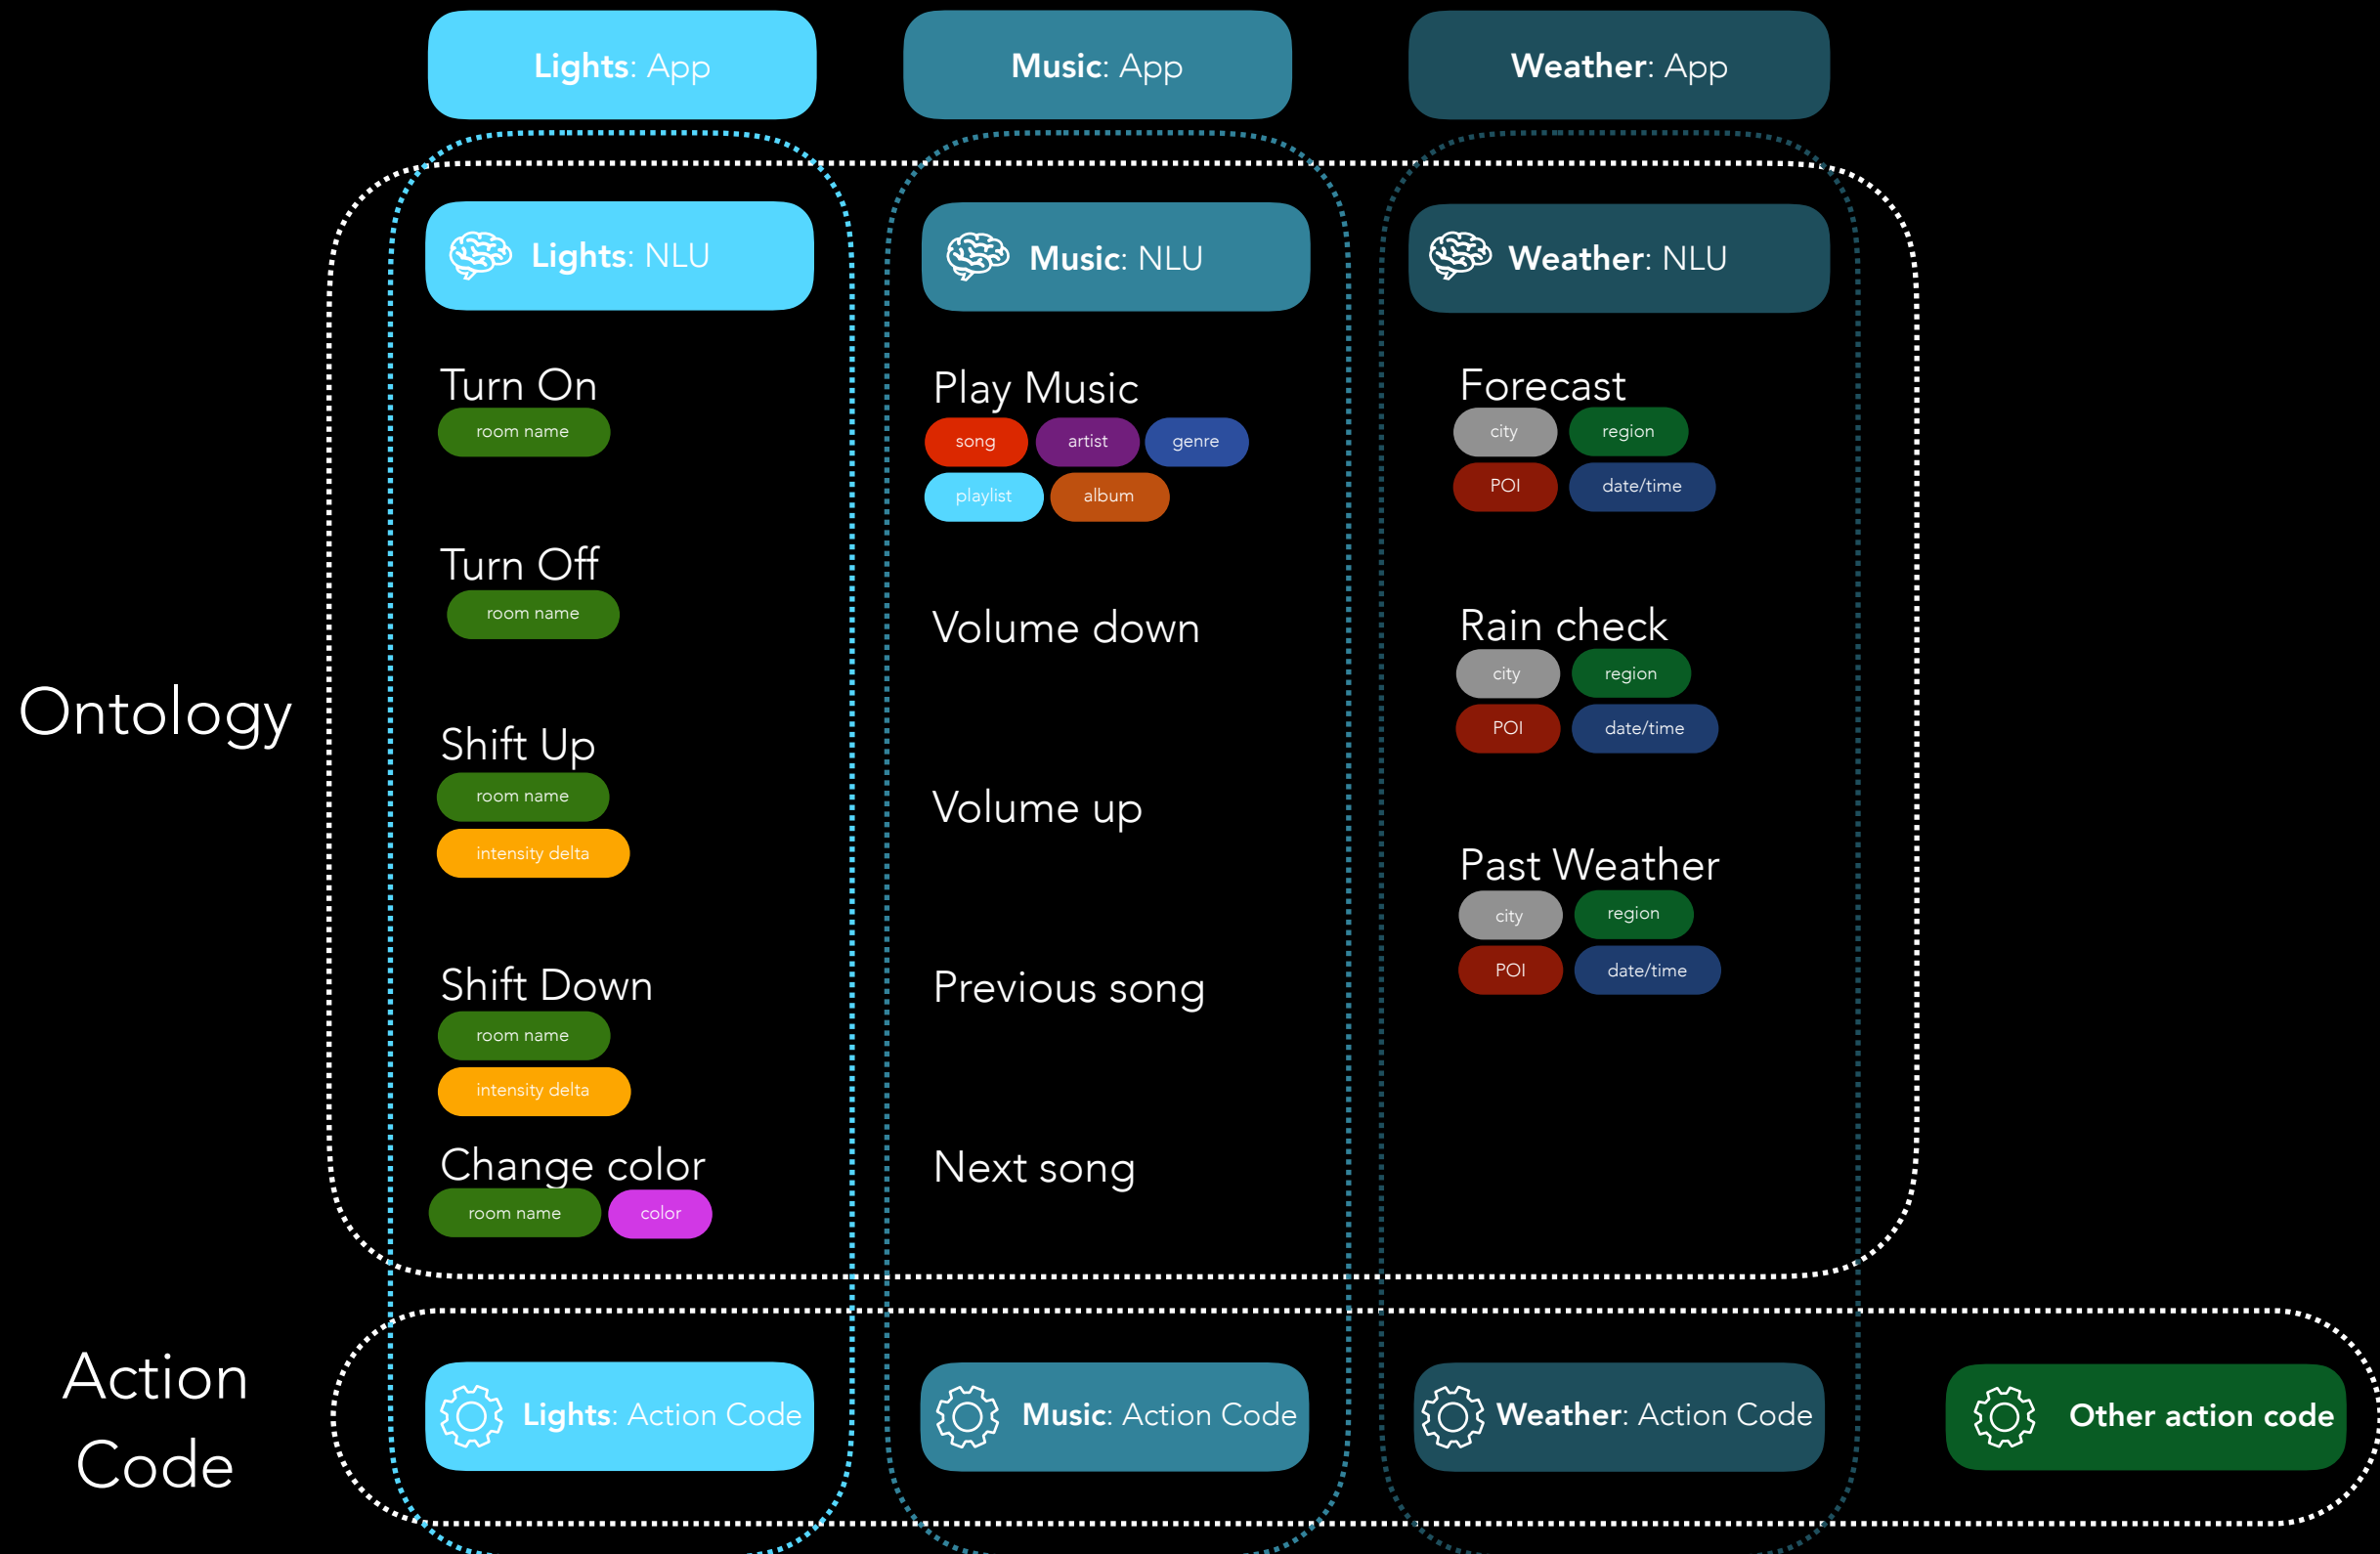 Lights: App
Music: App
Weather: App
Lights: NLU
Music: NLU
Weather: NLU
Ontology
Turn On
room name
Turn Off
room name
Shift Up
room name
intensity delta
Shift Down
room name
intensity delta
Change color
room name
color
Play Music
song
artist
genre
playlist
album
Volume down
Volume up
Previous song
Next song
Forecast
city
region
POI
date/time
Rain check
city
region
POI
date/time
Past Weather
city
region
POI
date/time
Action
Code
Lights: Action Code
Music: Action Code
Weather: Action Code
Other action code